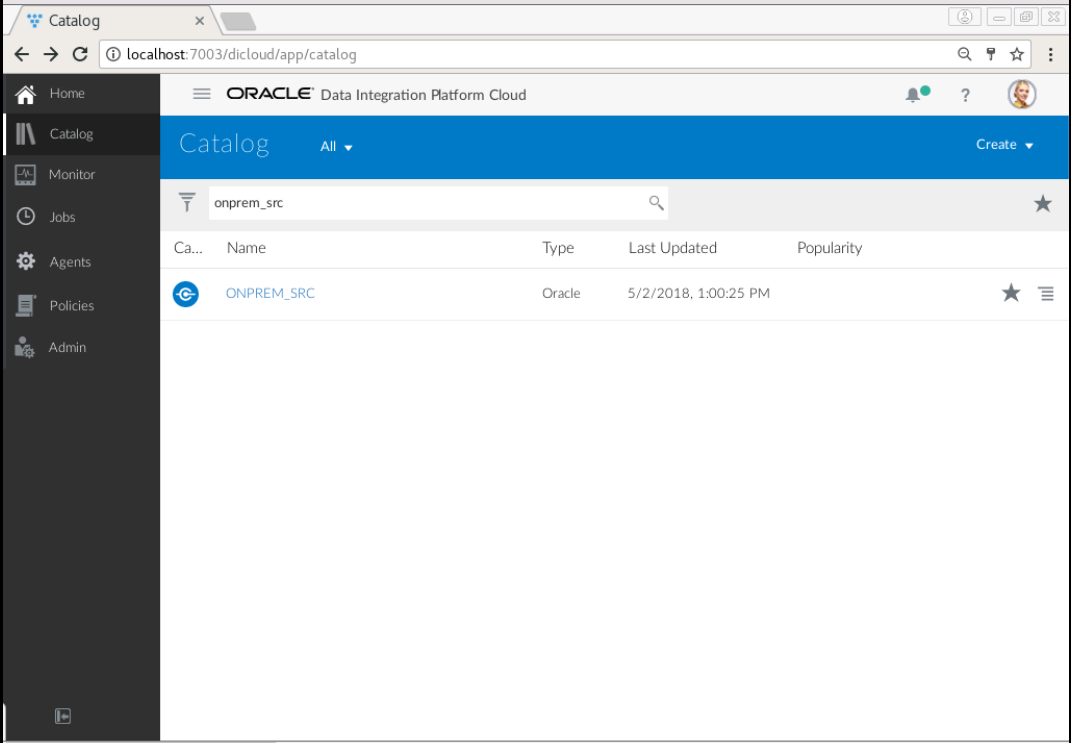 Catalog
localhost:7003/dicloud/app/catalog
Home
ORACLE Data Integration Platform Cloud
?
Catalog
Catalog
All
Create
Monitor
onprem_src
Jobs
Ca... Name Type Last Updated Popularity
Agents
ONPREM_SRC Oracle 5/2/2018, 1:00:25 PM
Policies
Admin